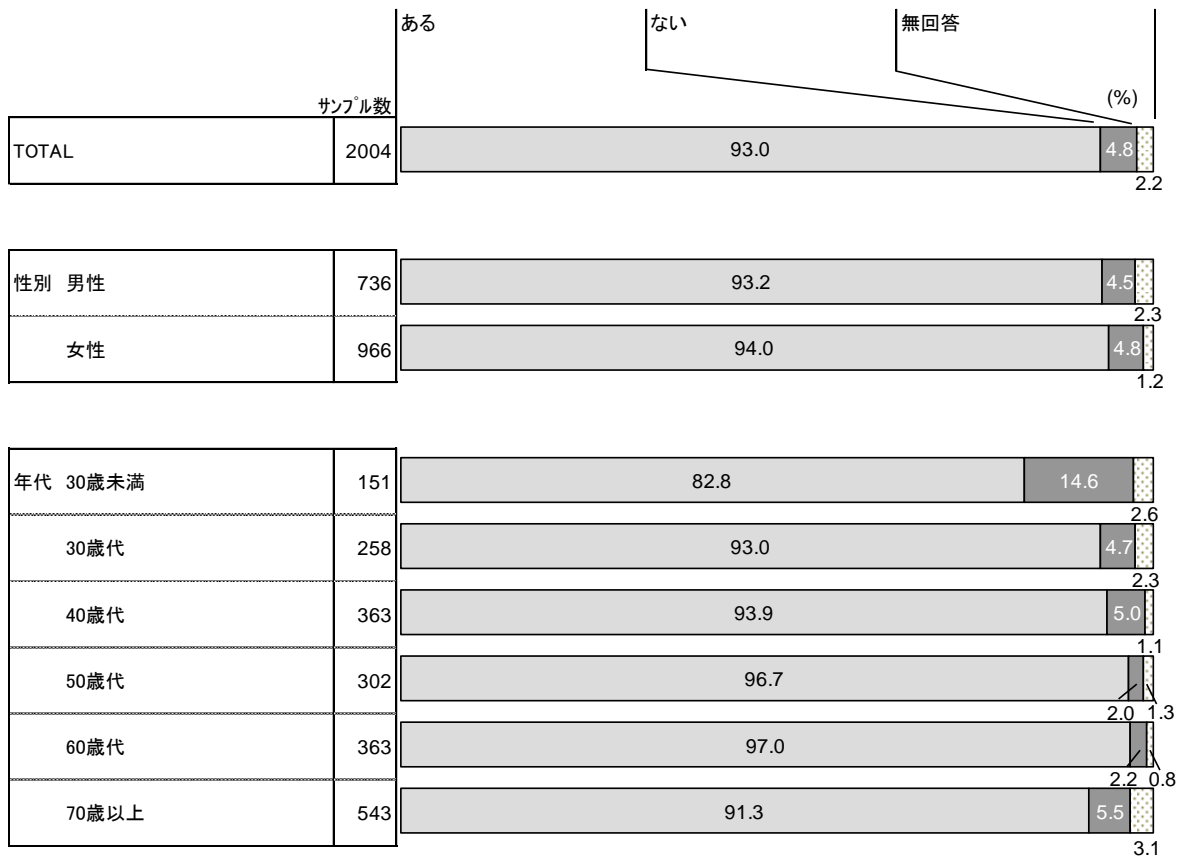 ある ない 無回答
サンプル数 (%)
TOTAL 2004 93.0 4.8
2.2
性別 男性 736 93.2 4.5
2.3
女性 966 94.0 4.8
1.2
年代 30歳未満 151 82.8 14.6
2.6
30歳代 258 93.0 4.7
2.3
40歳代 363 93.9 5.0
1.1
50歳代 302 96.7
2.0 1.3
60歳代 363 97.0
2.2 0.8
70歳以上 543 91.3 5.5
3.1